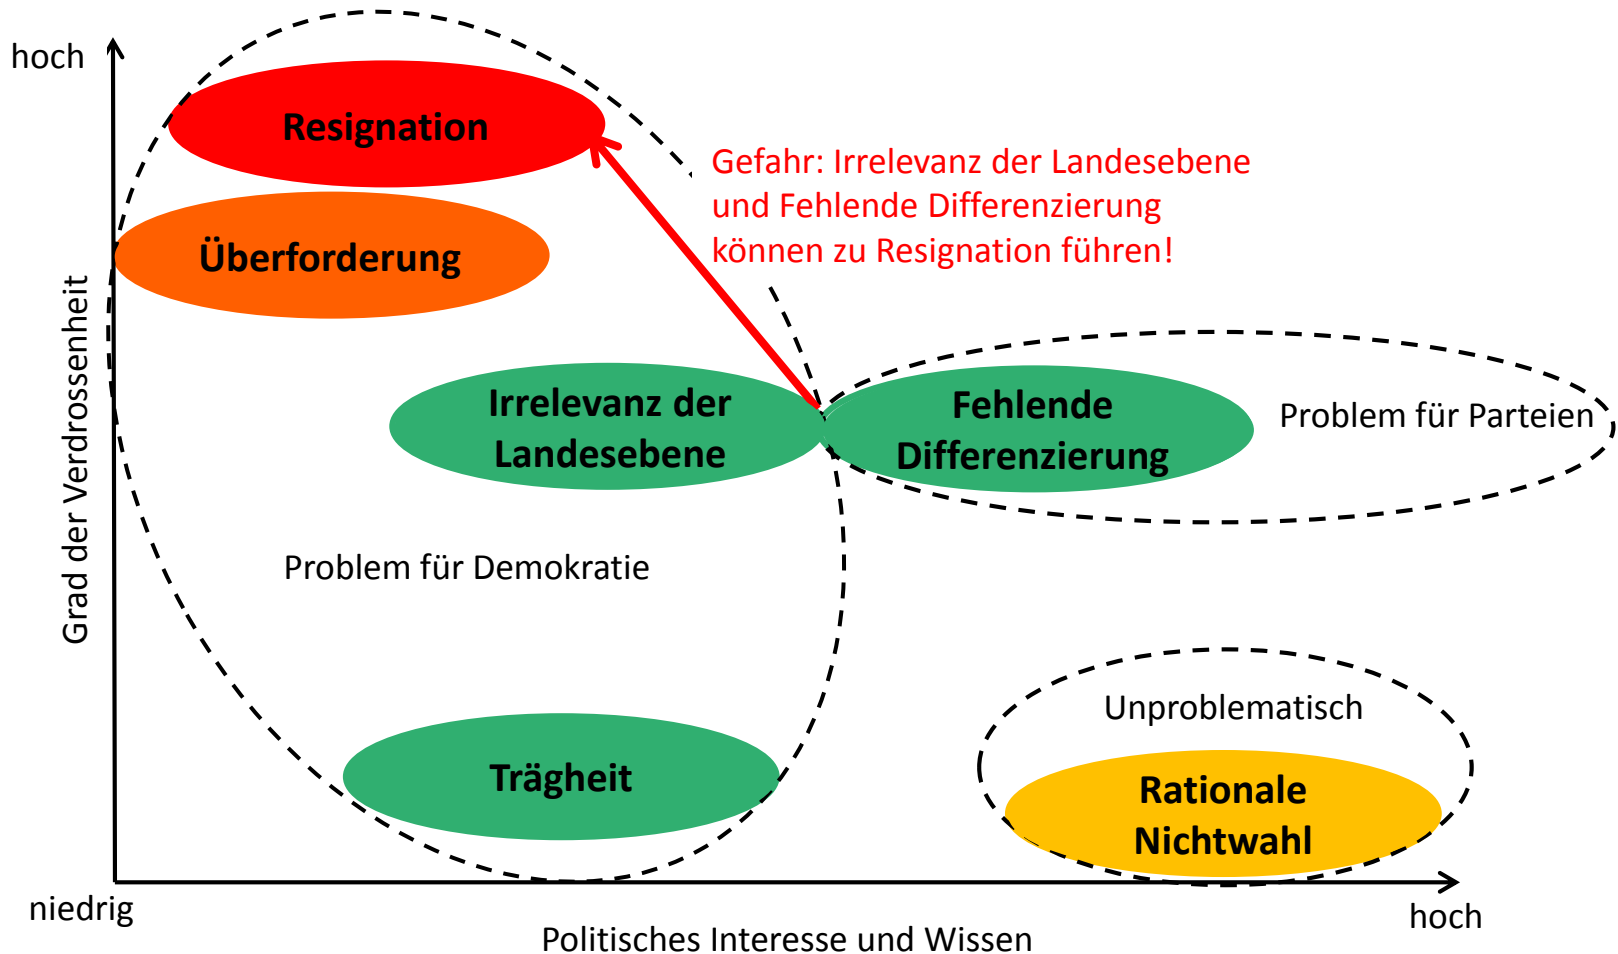 hoch
Resignation
Gefahr: Irrelevanz der Landesebene
und Fehlende Differenzierung
können zu Resignation führen!
Überforderung
Grad der Verdrossenheit
Irrelevanz der
Landesebene
Fehlende
Differenzierung
Problem für Parteien
Problem für Demokratie
Unproblematisch
Trägheit
Rationale
Nichtwahl
niedrig
hoch
Politisches Interesse und Wissen